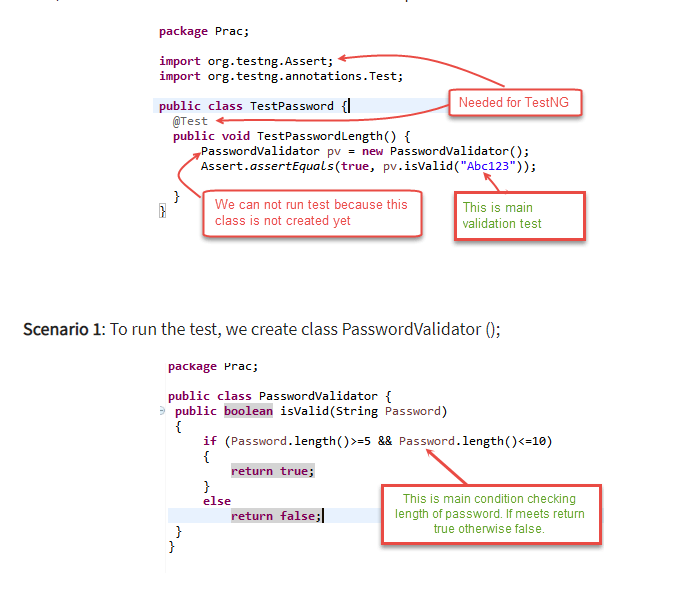 package Prac;
import org.testng.Assert;
import org.testng.annotations.Test;
Needed for TestNG
public class TestPassword {
@Test
public void TestPasswordLength() {
PasswordValidator pv = new PasswordValidator();
Assert.assertEquals(true, pv.isValid("Abc123"));
}
}
We can not run test because this
class is not created yet
This is main
validation test
Scenario 1: To run the test, we create class PasswordValidator ();
package Prac;
public class PasswordValidator {
public boolean isValid(String Password)
{
if (Password.length()>=5 && Password.length()<=10)
{
return true;
}
else
return false;
}
}
This is main condition checking
length of password. If meets return
true otherwise false.